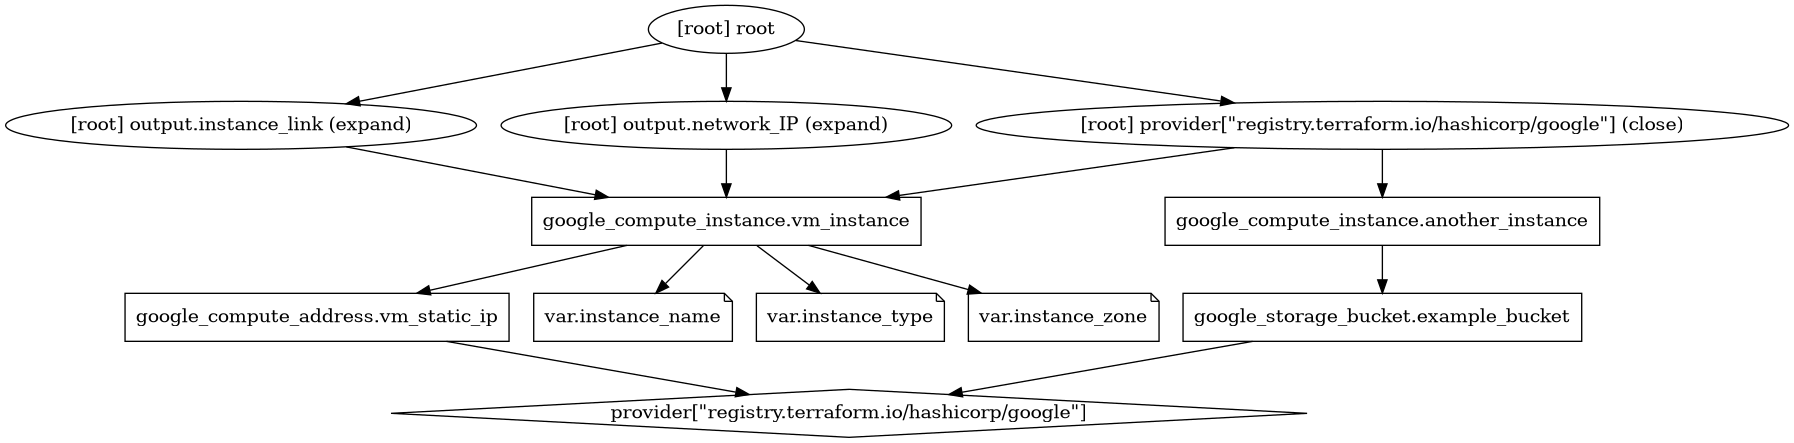 [root] root
[root] output.instance_link (expand)
[root] output.network_IP (expand)
[root] provider["registry.terraform.io/hashicorp/google"] (close)
google_compute_instance.vm_instance
google_compute_instance.another_instance
google_compute_address.vm_static_ip
var.instance_name
var.instance_type
var.instance_zone
google_storage_bucket.example_bucket
provider["registry.terraform.io/hashicorp/google"]